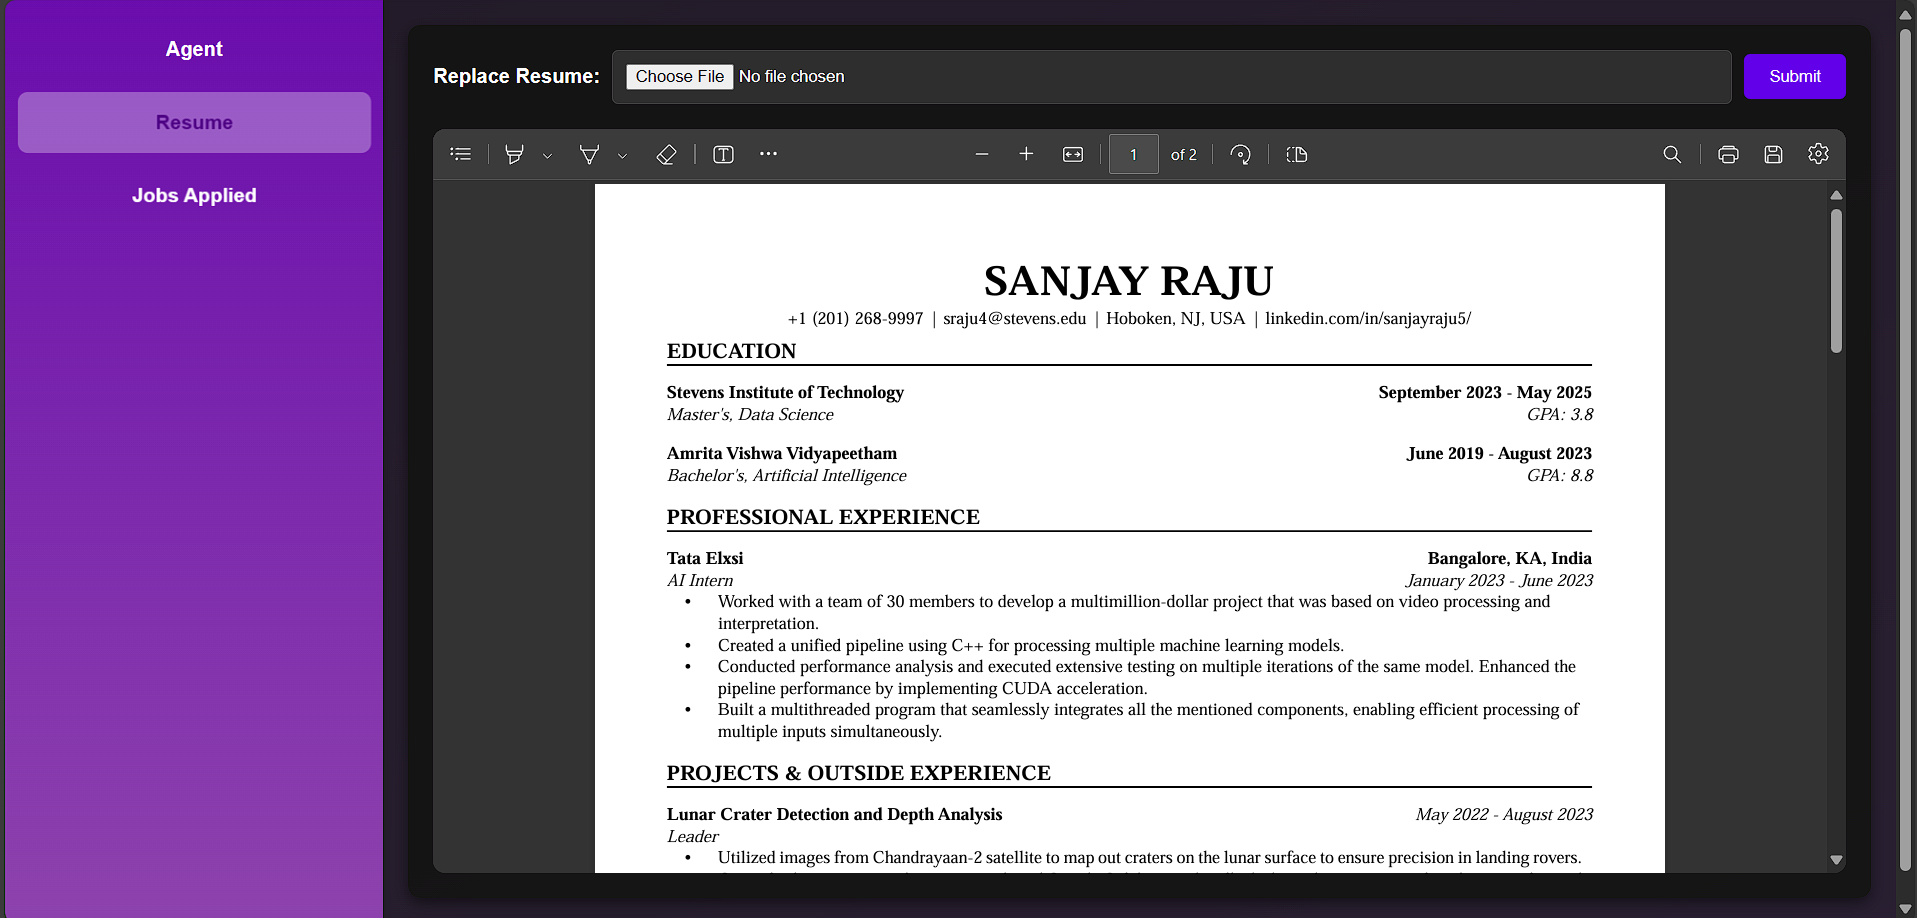 Agent
Resume
Jobs Applied
Replace Resume: Choose File No file chosen Submit
1 of 2
SANJAY RAJU
+1 (201) 268-9997 | sraju4@stevens.edu | Hoboken, NJ, USA | linkedin.com/in/sanjayraju5/
EDUCATION
Stevens Institute of Technology September 2023 - May 2025
Master's, Data Science GPA: 3.8
Amrita Vishwa Vidyapeetham June 2019 - August 2023
Bachelor's, Artificial Intelligence GPA: 8.8
PROFESSIONAL EXPERIENCE
Tata Elxsi Bangalore, KA, India
AI Intern January 2023 - June 2023
• Worked with a team of 30 members to develop a multimillion-dollar project that was based on video processing and
interpretation.
• Created a unified pipeline using C++ for processing multiple machine learning models.
• Conducted performance analysis and executed extensive testing on multiple iterations of the same model. Enhanced the
pipeline performance by implementing CUDA acceleration.
• Built a multithreaded program that seamlessly integrates all the mentioned components, enabling efficient processing of
multiple inputs simultaneously.
PROJECTS & OUTSIDE EXPERIENCE
Lunar Crater Detection and Depth Analysis May 2022 - August 2023
Leader
• Utilized images from Chandrayaan-2 satellite to map out craters on the lunar surface to ensure precision in landing rovers.